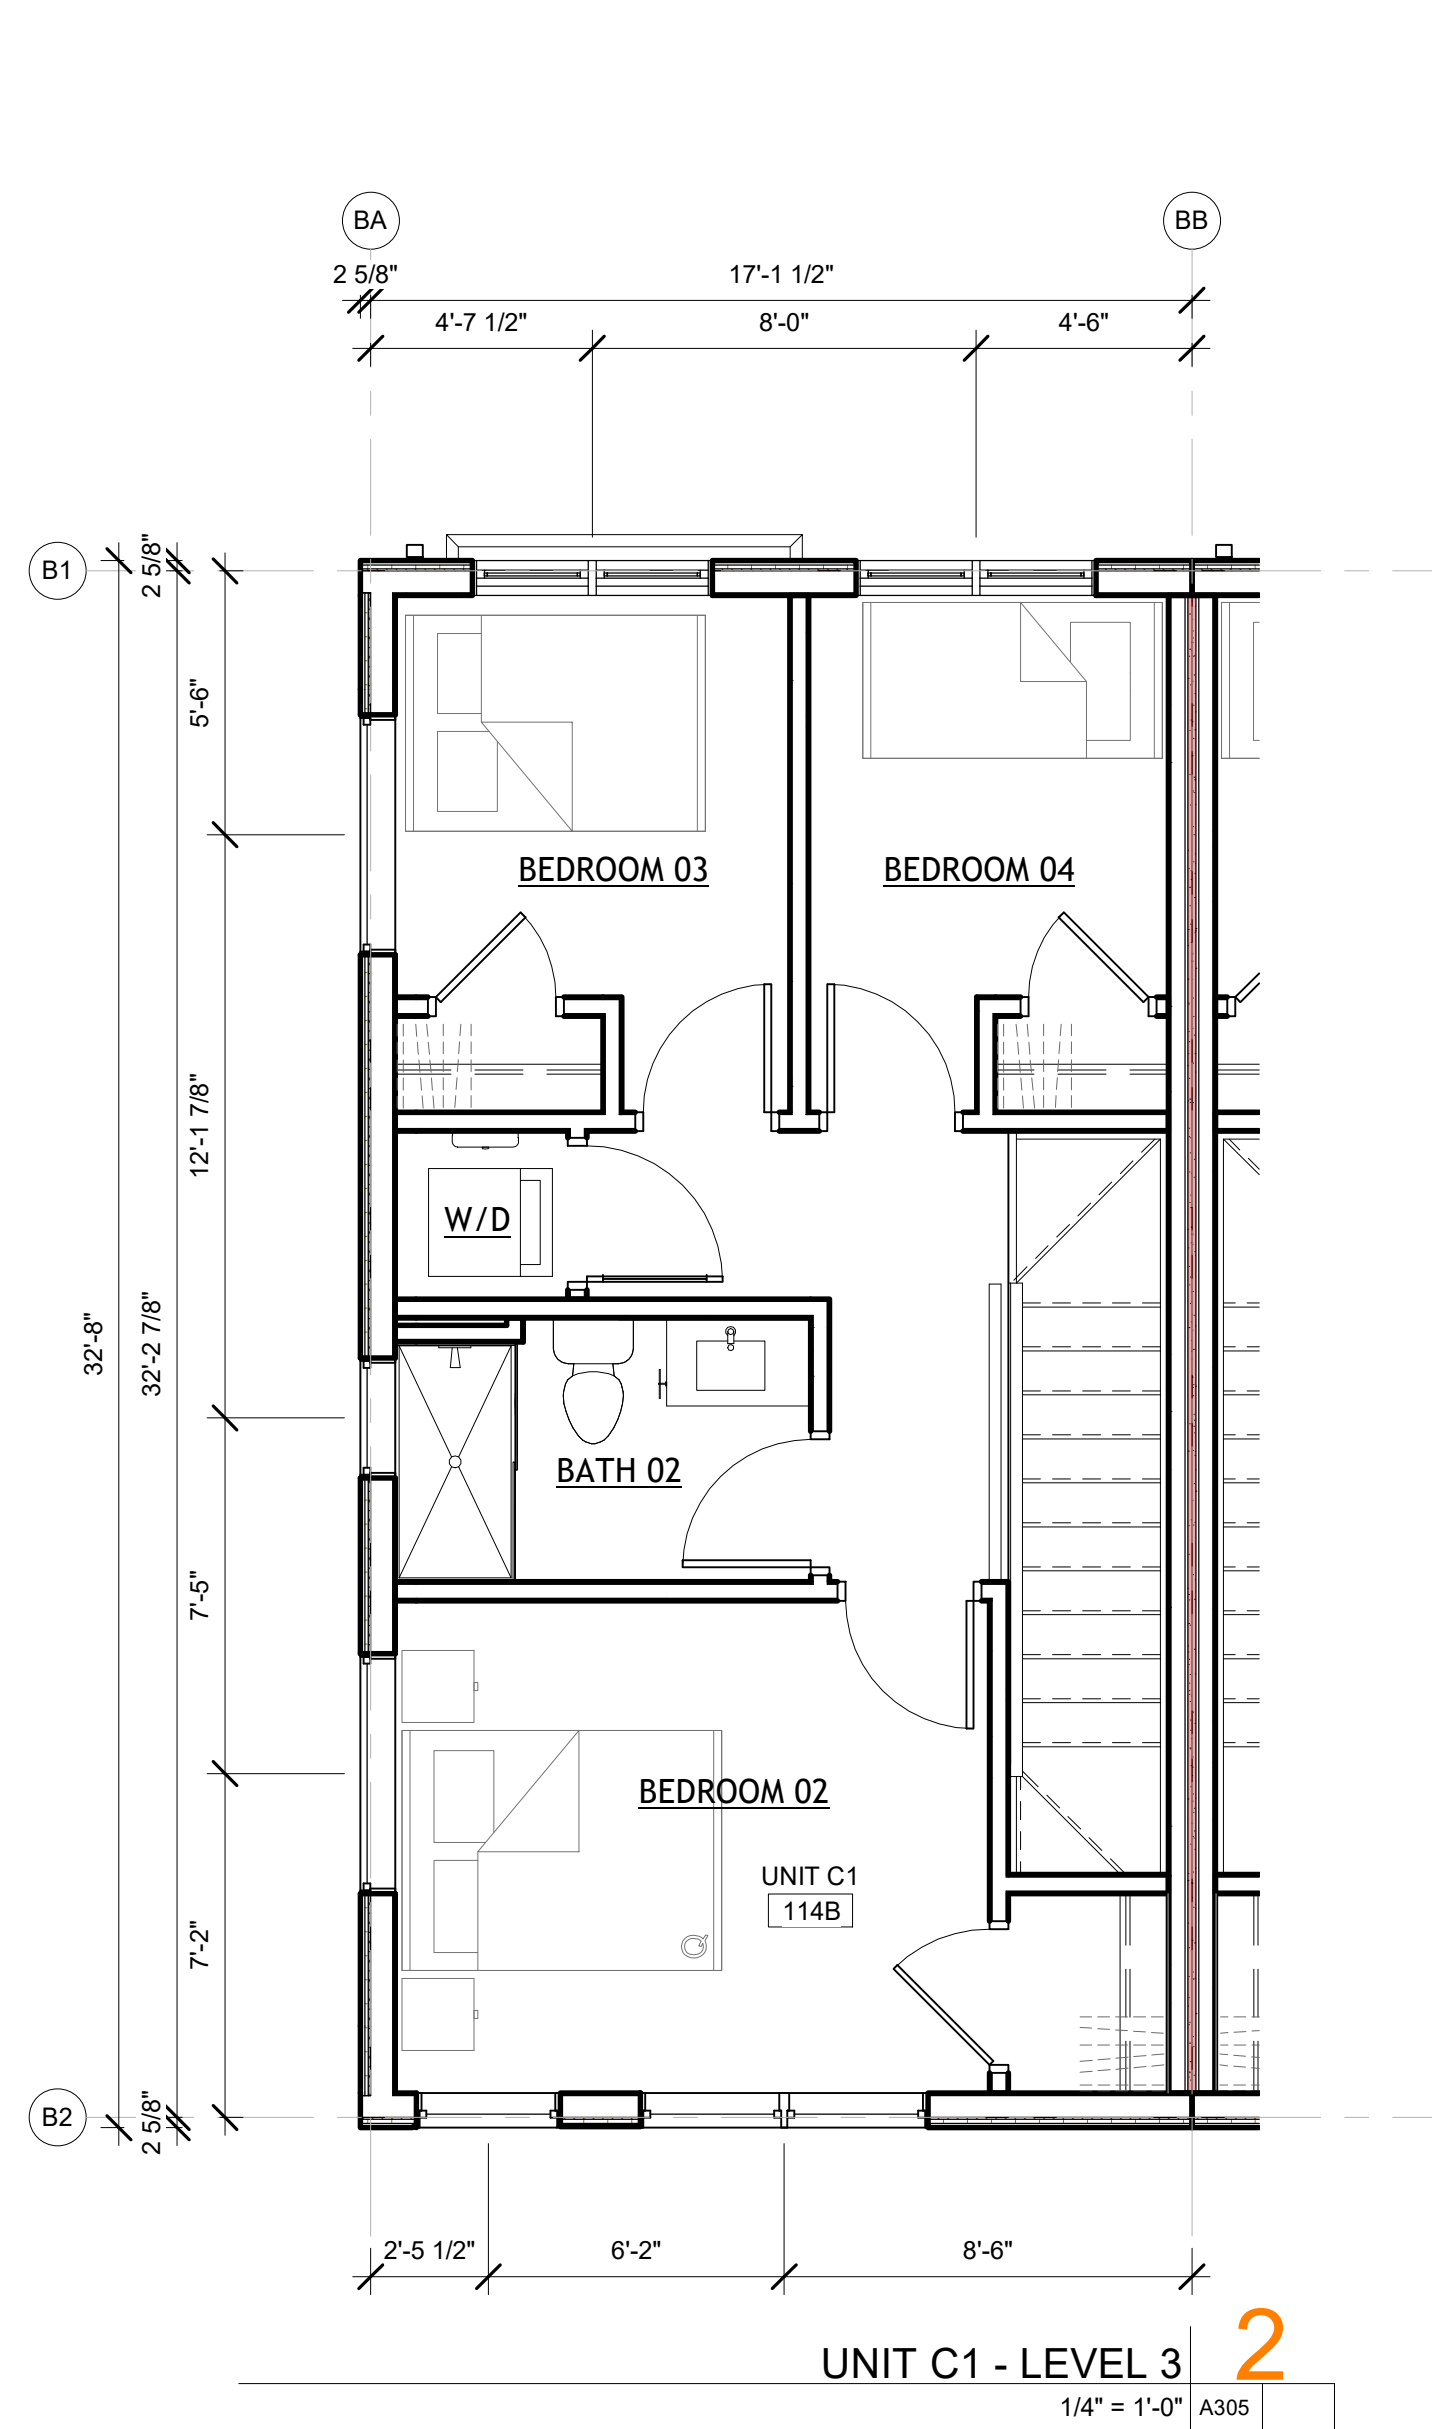 BA
BB
2 5/8"
17'-1 1/2"
4'-7 1/2"
8'-0"
4'-6"
B1
2 5/8"
5'-6"
BEDROOM 03
BEDROOM 04
12'-1 7/8"
W/D
32'-8"
32'-2 7/8"
BATH 02
7'-5"
BEDROOM 02
UNIT C1
114B
7'-2"
Q
B2
2 5/8"
2'-5 1/2"
6'-2"
8'-6"
UNIT C1 - LEVEL 3
2
1/4" = 1'-0"
A305